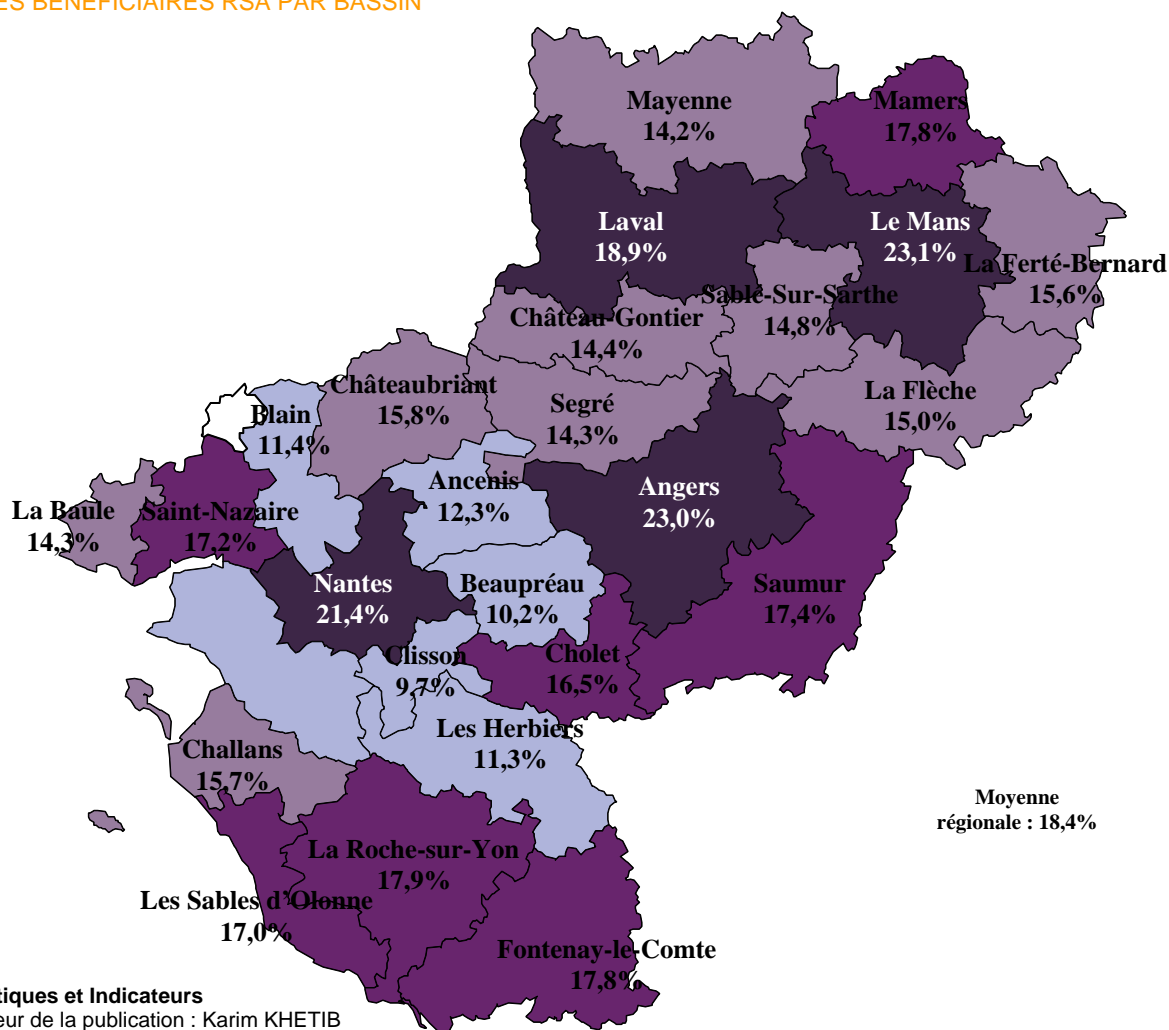 ES BÉNÉFICIAIRES RSA PAR BASSIN
Mayenne
14,2%
Mamers
17,8%
Laval
18,9%
Le Mans
23,1%
La Ferté-Bernard
15,6%
Sablé-Sur-Sarthe
14,8%
Château-Gontier
14,4%
Châteaubriant
15,8%
Segré
14,3%
La Flèche
15,0%
Blain
11,4%
Ancenis
12,3%
Angers
23,0%
La Baule
14,3%
Saint-Nazaire
17,2%
Nantes
21,4%
Beaupréau
10,2%
Saumur
17,4%
Clisson
9,7%
Cholet
16,5%
Les Herbiers
11,3%
Challans
15,7%
Moyenne
régionale : 18,4%
La Roche-sur-Yon
17,9%
Les Sables d'Olonne
17,0%
Fontenay-le-Comte
17,8%
tiques et Indicateurs
eur de la publication : Karim KHETIB